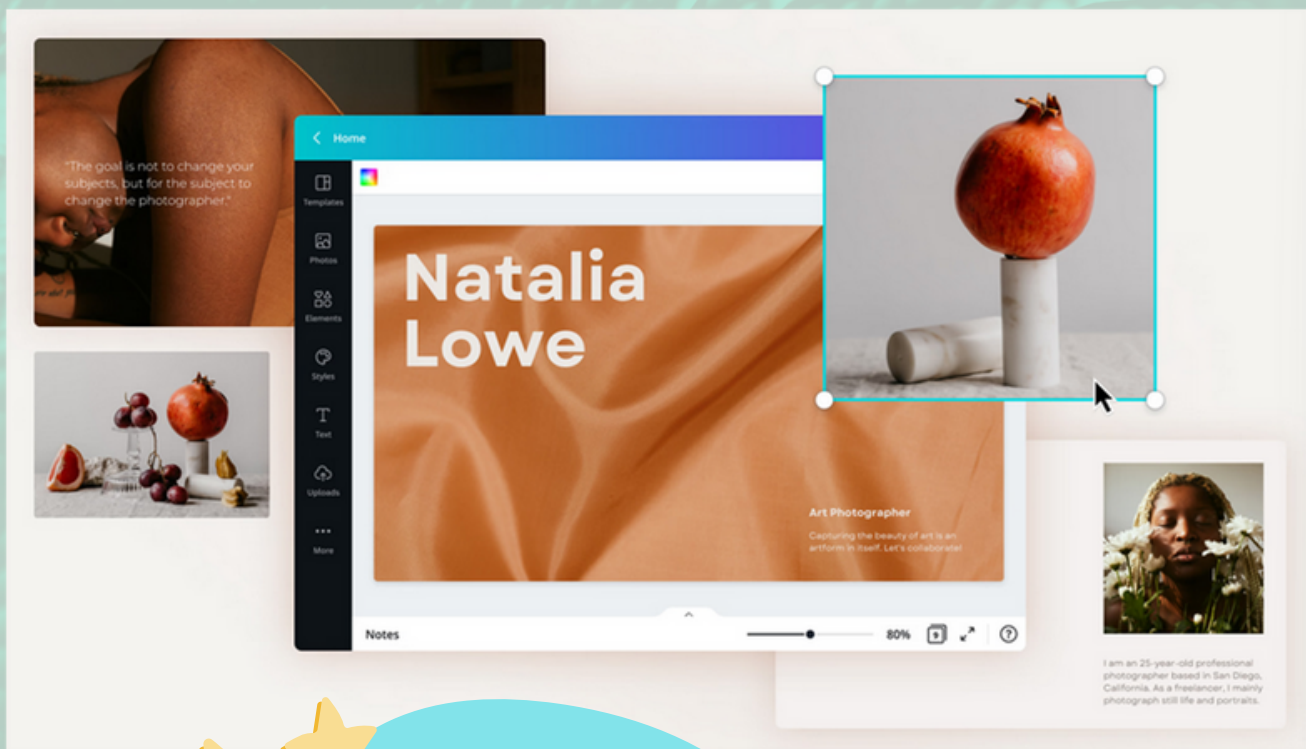 "The goal is not to change your
subjects, but for the subject to
change the photographer."
Home
Templates
Photos
Elements
Styles
Text
Uploads
More
Natalia
Lowe
Art Photographer
Capturing the beauty of art is an
artform in itself. Let's collaborate!
Notes
80%
9
?
I am an 25-year-old professional
photographer based in San Diego,
California. As a freelancer, I mainly
photograph still life and portraits.